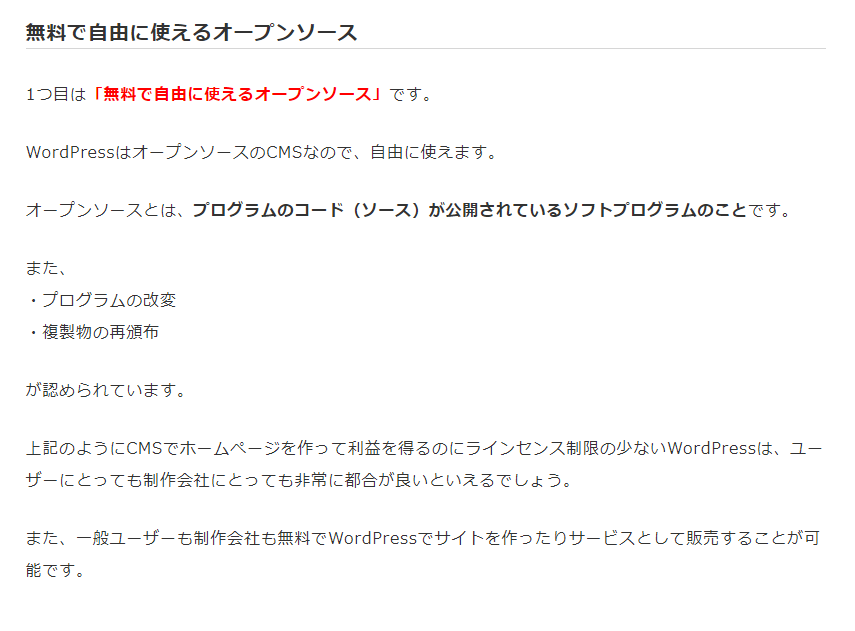 無料で自由に使えるオープンソース
1つ目は「無料で自由に使えるオープンソース」です。
WordPressはオープンソースのCMSなので、自由に使えます。
オープンソースとは、プログラムのコード（ソース）が公開されているソフトプログラムのことです。
また、
・プログラムの改変
・複製物の再頒布
が認められています。
上記のようにCMSでホームページを作って利益を得るのにラインセンス制限の少ないWordPressは、ユー
ザーにとっても制作会社にとっても非常に都合が良いといえるでしょう。
また、一般ユーザーも制作会社も無料でWordPressでサイトを作ったりサービスとして販売することが可
能です。